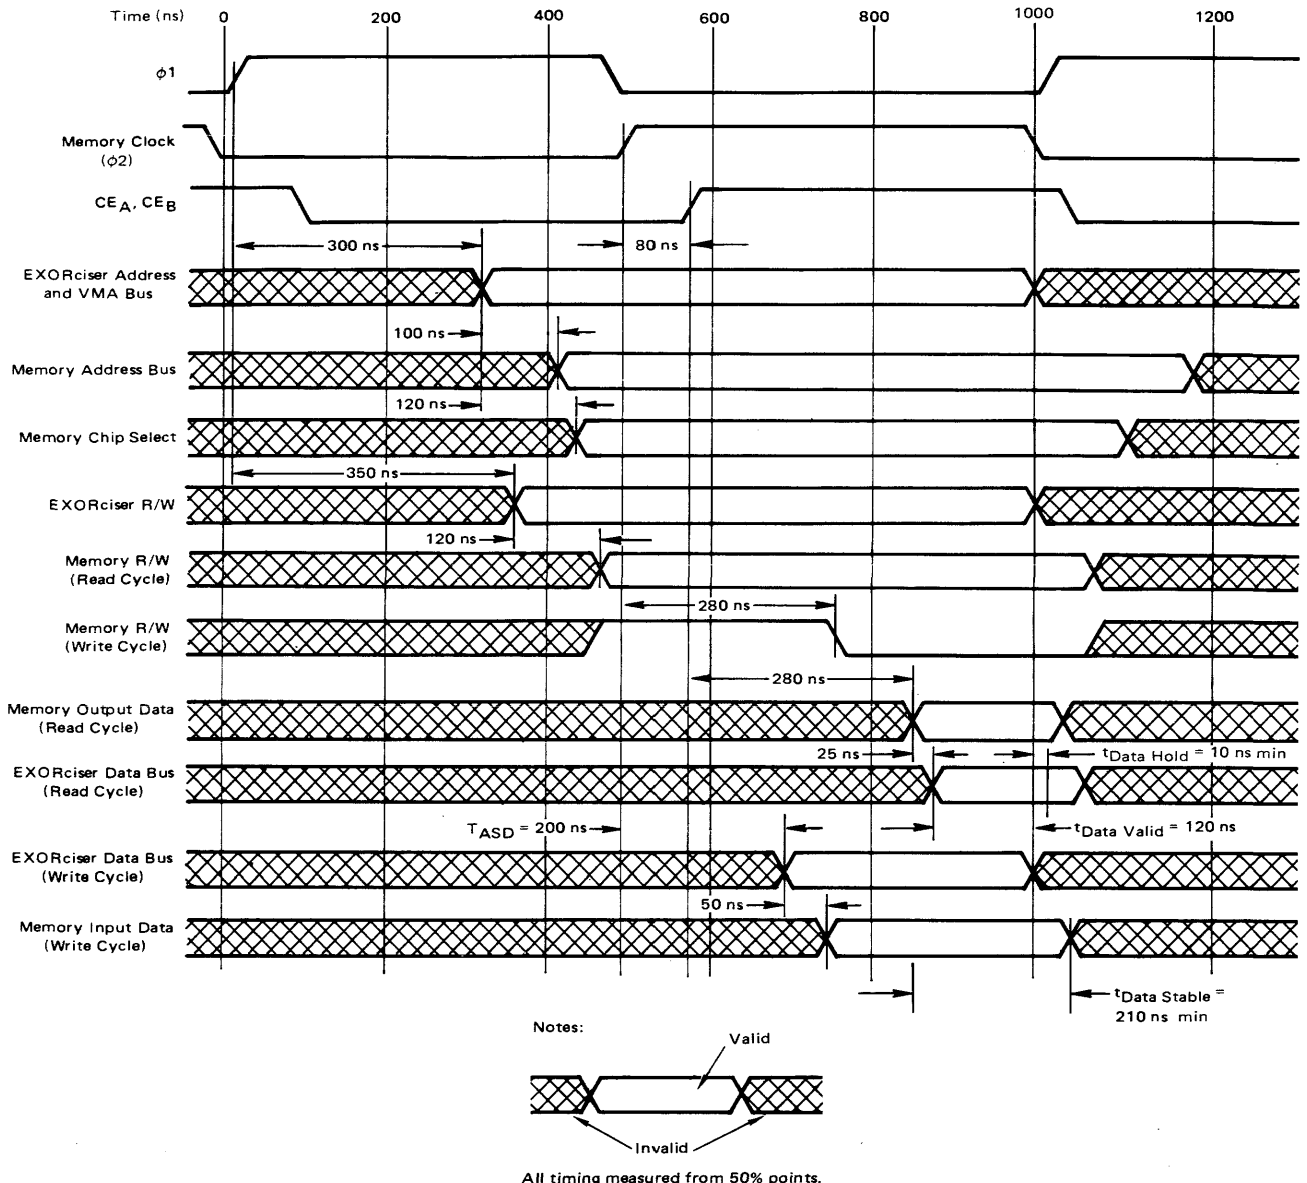 Time (ns) 0 200 400 600 800 1000 1200
ϕ1
Memory Clock
(ϕ2)
CEA, CEB
300 ns
80 ns
EXORciser Address
and VMA Bus
100 ns
Memory Address Bus
120 ns
Memory Chip Select
350 ns
EXORciser R/W
120 ns
Memory R/W
(Read Cycle)
280 ns
Memory R/W
(Write Cycle)
280 ns
Memory Output Data
(Read Cycle)
25 ns
tData Hold = 10 ns min
EXORciser Data Bus
(Read Cycle)
TASD = 200 ns
tData Valid = 120 ns
EXORciser Data Bus
(Write Cycle)
50 ns
Memory Input Data
(Write Cycle)
tData Stable =
210 ns min
Notes:
Valid
Invalid
All timing measured from 50% points.